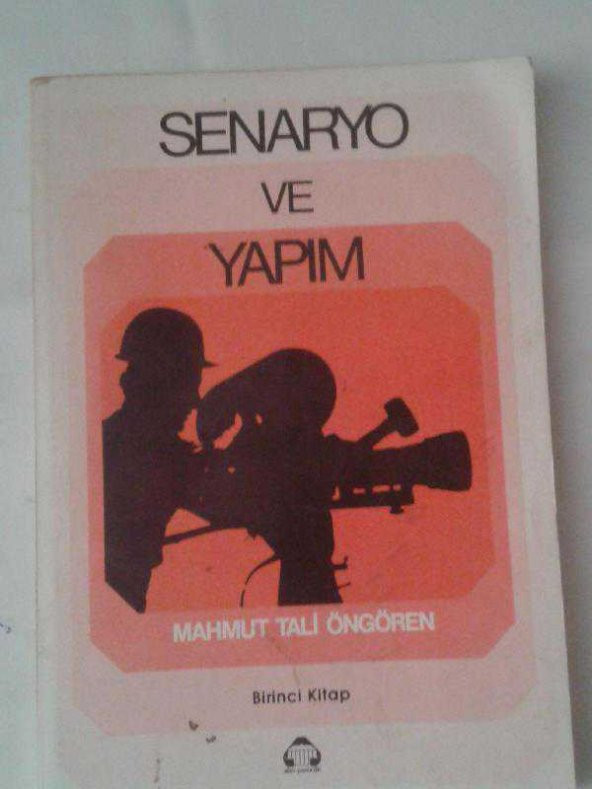 SENARYO
VE
YAPIM
MAHMUT TALİ ÖNGÖREN
Birinci Kitap